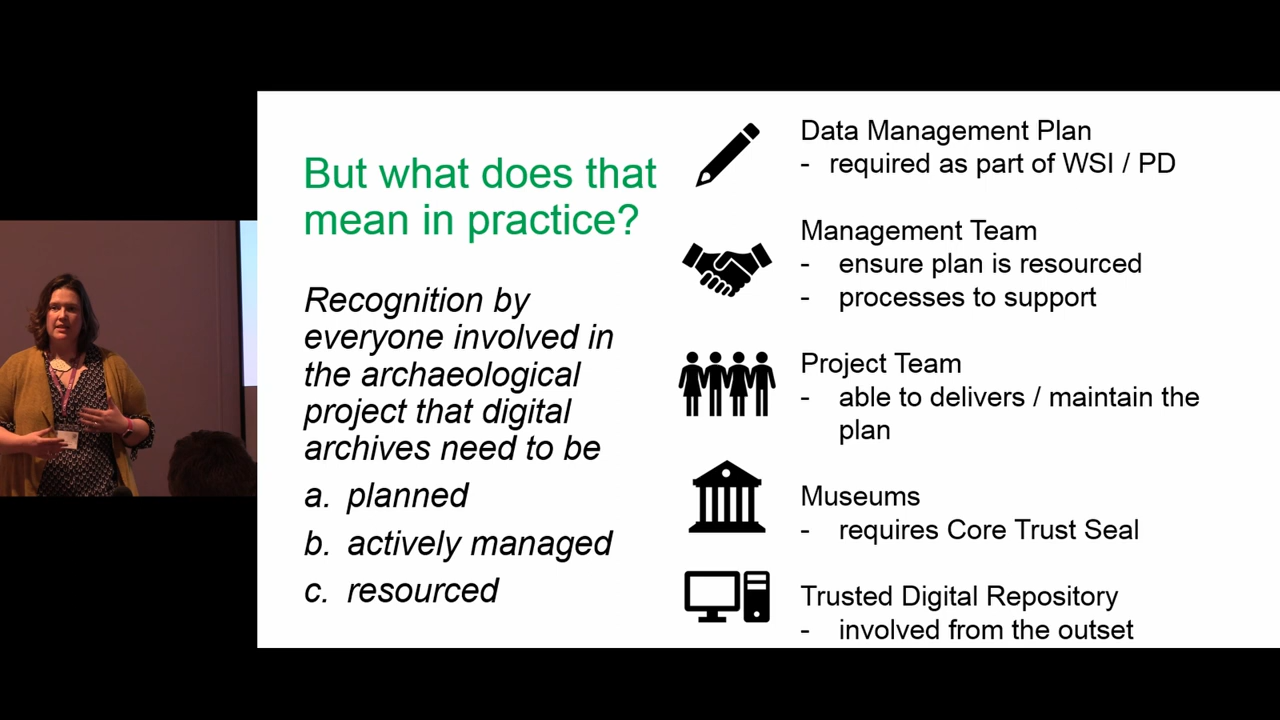 But what does that
mean in practice?
Recognition by
everyone involved in
the archaeological
project that digital
archives need to be
a. planned
b. actively managed
c. resourced
Data Management Plan
- required as part of WSI / PD
Management Team
- ensure plan is resourced
- processes to support
Project Team
- able to delivers / maintain the
plan
Museums
- requires Core Trust Seal
Trusted Digital Repository
- involved from the outset